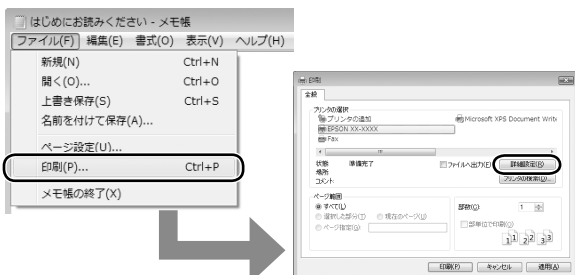 はじめにお読みください - メモ帳
ファイル(F) 編集(E) 書式(O) 表示(V) ヘルプ(H)
新規(N) Ctrl+N
開く(O)... Ctrl+O
上書き保存(S) Ctrl+S
名前を付けて保存(A)...
ページ設定(U)...
印刷(P)... Ctrl+P
メモ帳の終了(X)
印刷
全般
プリンタの選択
プリンタの追加 Microsoft XPS Document Write
EPSON XX-XXXX
Fax
状態 準備完了 ファイルへ出力(F) 詳細設定(R)
場所
コメント プリンタの検索(D)...
ページ範囲
すべて(L) 部数(C) 1
選択した部分(T) 現在のページ(U)
ページ指定(G) 部単位で印刷(O)
1 1 2 2 3 3
印刷(P) キャンセル 適用(A)